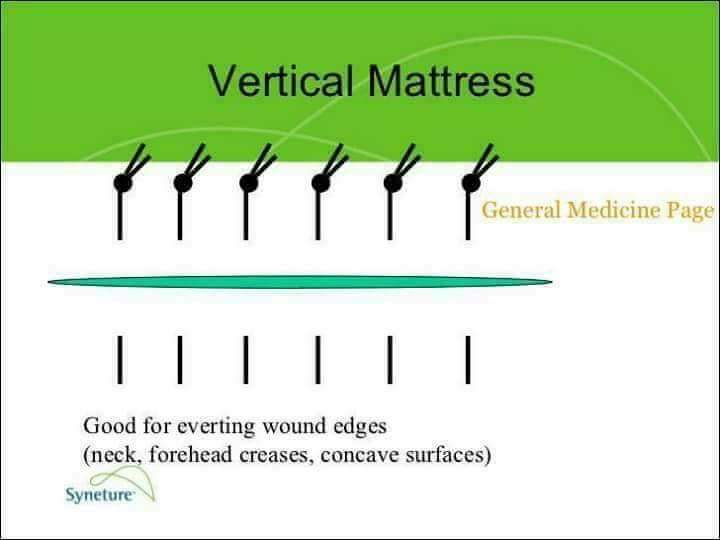 Vertical Mattress
General Medicine Page
Good for everting wound edges
(neck, forehead creases, concave surfaces)
Syneture